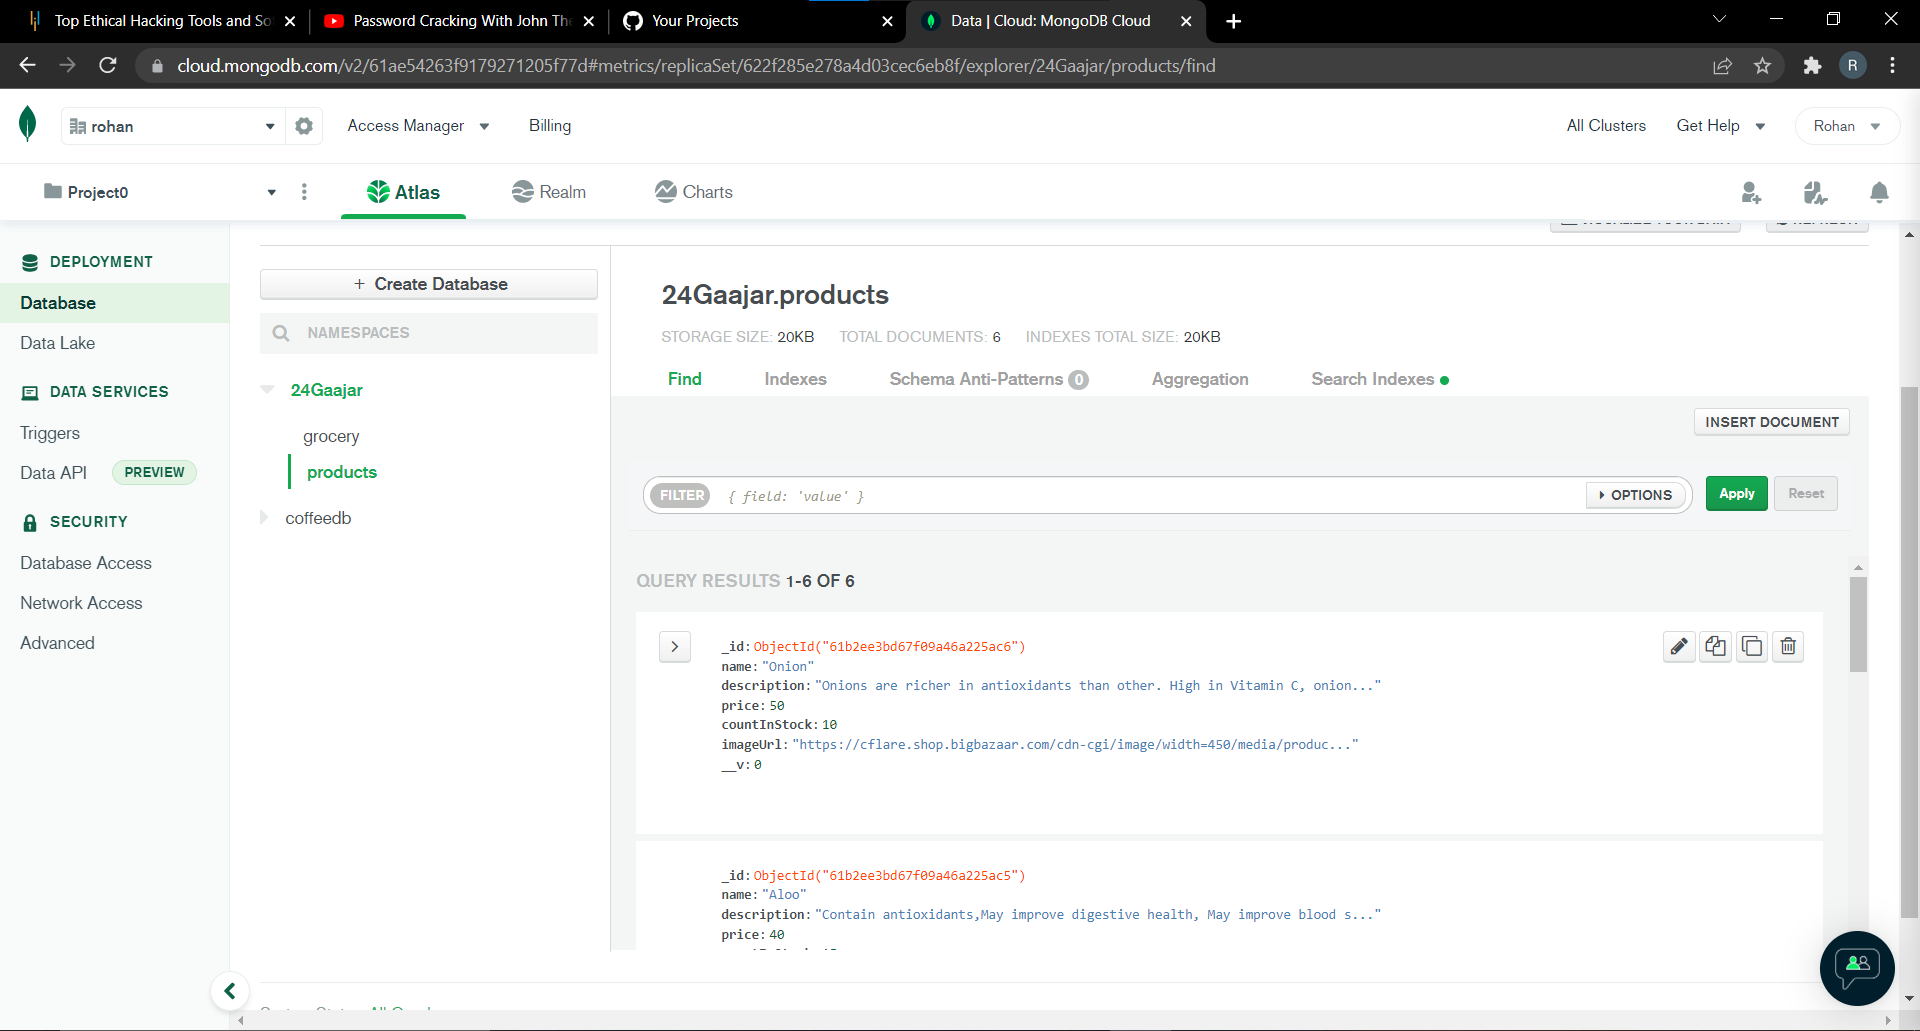 Top Ethical Hacking Tools and So
Password Cracking With John The
Your Projects
Data | Cloud: MongoDB Cloud
cloud.mongodb.com/v2/61ae54263f9179271205f77d#metrics/replicaSet/622f285e278a4d03cec6eb8f/explorer/24Gaajar/products/find
R
rohan
Access Manager
Billing
All Clusters
Get Help
Rohan
Project0
Atlas
Realm
Charts
DEPLOYMENT
Database
Data Lake
DATA SERVICES
Triggers
Data API PREVIEW
SECURITY
Database Access
Network Access
Advanced
+ Create Database
NAMESPACES
24Gaajar
grocery
products
coffeedb
24Gaajar.products
STORAGE SIZE: 20KB TOTAL DOCUMENTS: 6 INDEXES TOTAL SIZE: 20KB
Find Indexes Schema Anti-Patterns 0 Aggregation Search Indexes
INSERT DOCUMENT
FILTER { field: 'value' } OPTIONS Apply Reset
QUERY RESULTS 1-6 OF 6
_id: ObjectId("61b2ee3bd67f09a46a225ac6")
name: "Onion"
description: "Onions are richer in antioxidants than other. High in Vitamin C, onion..."
price: 50
countInStock: 10
imageUrl: "https://cflare.shop.bigbazaar.com/cdn-cgi/image/width=450/media/produc..."
__v: 0
_id: ObjectId("61b2ee3bd67f09a46a225ac5")
name: "Aloo"
description: "Contain antioxidants,May improve digestive health, May improve blood s..."
price: 40